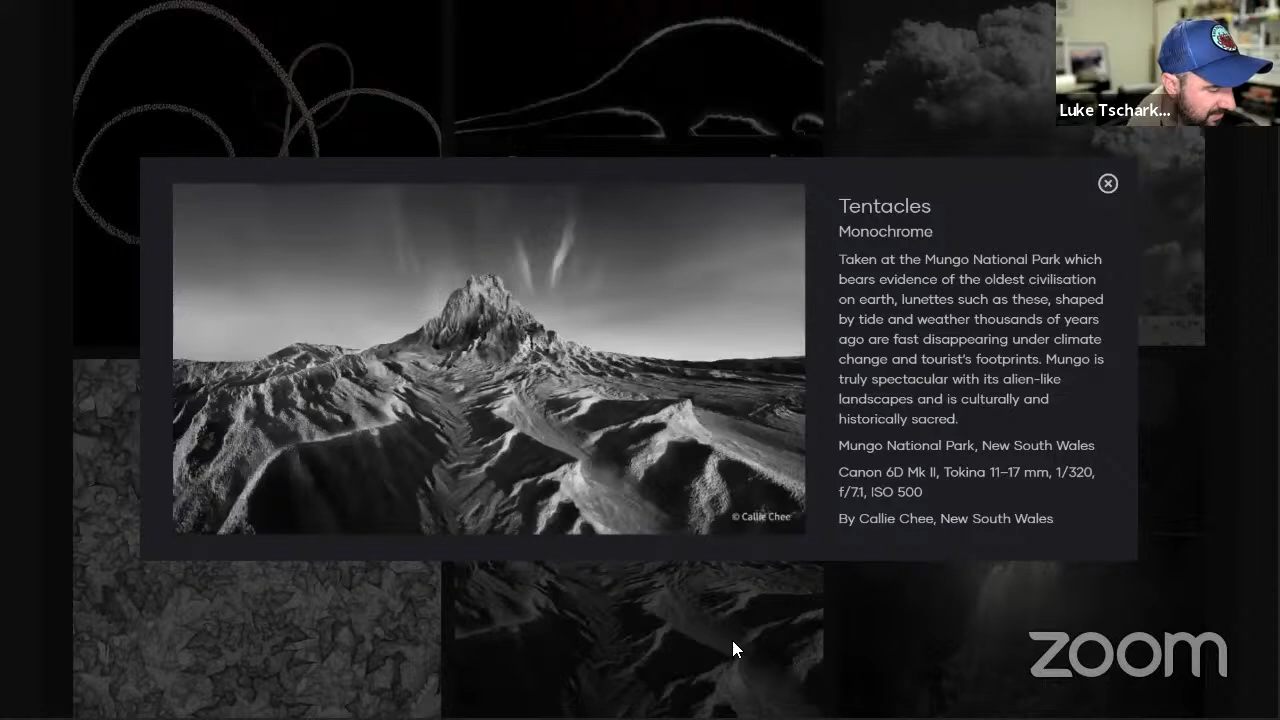 Luke Tschark...
Tentacles
Monochrome
Taken at the Mungo National Park which
bears evidence of the oldest civilisation
on earth, lunettes such as these, shaped
by tide and weather thousands of years
ago are fast disappearing under climate
change and tourist's footprints. Mungo is
truly spectacular with its alien-like
landscapes and is culturally and
historically sacred.
Mungo National Park, New South Wales
Canon 6D Mk II, Tokina 11–17 mm, 1/320,
f/7.1, ISO 500
By Callie Chee, New South Wales
© Callie Chee
zoom